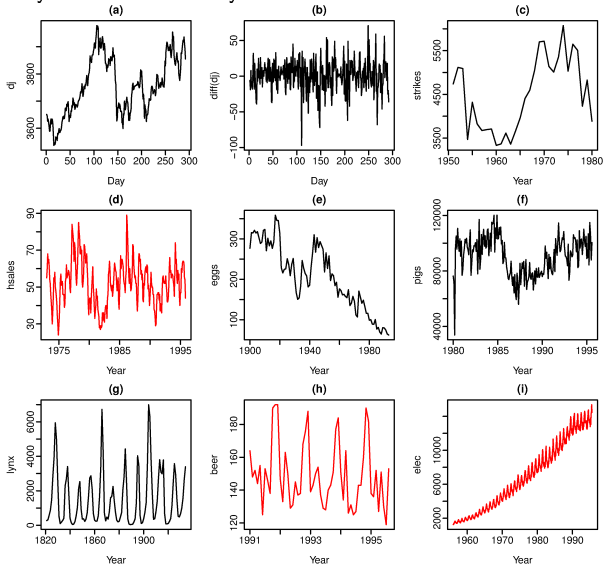 (a) (b) (c)
dj
3600 3800
0 50 100 150 200 250 300
Day
diff(dj)
−100 −50 0 50
0 50 100 150 200 250 300
Day
strikes
3500 4500 5500
1950 1960 1970 1980
Year
(d) (e) (f)
hsales
30 50 70 90
1975 1985 1995
Year
eggs
100 200 300
1900 1940 1980
Year
pigs
40000 80000 120000
1980 1985 1990 1995
Year
(g) (h) (i)
lynx
0 2000 4000 6000
1820 1860 1900
Year
beer
120 140 160 180
1991 1993 1995
Year
elec
2000 6000 10000
1960 1970 1980 1990
Year